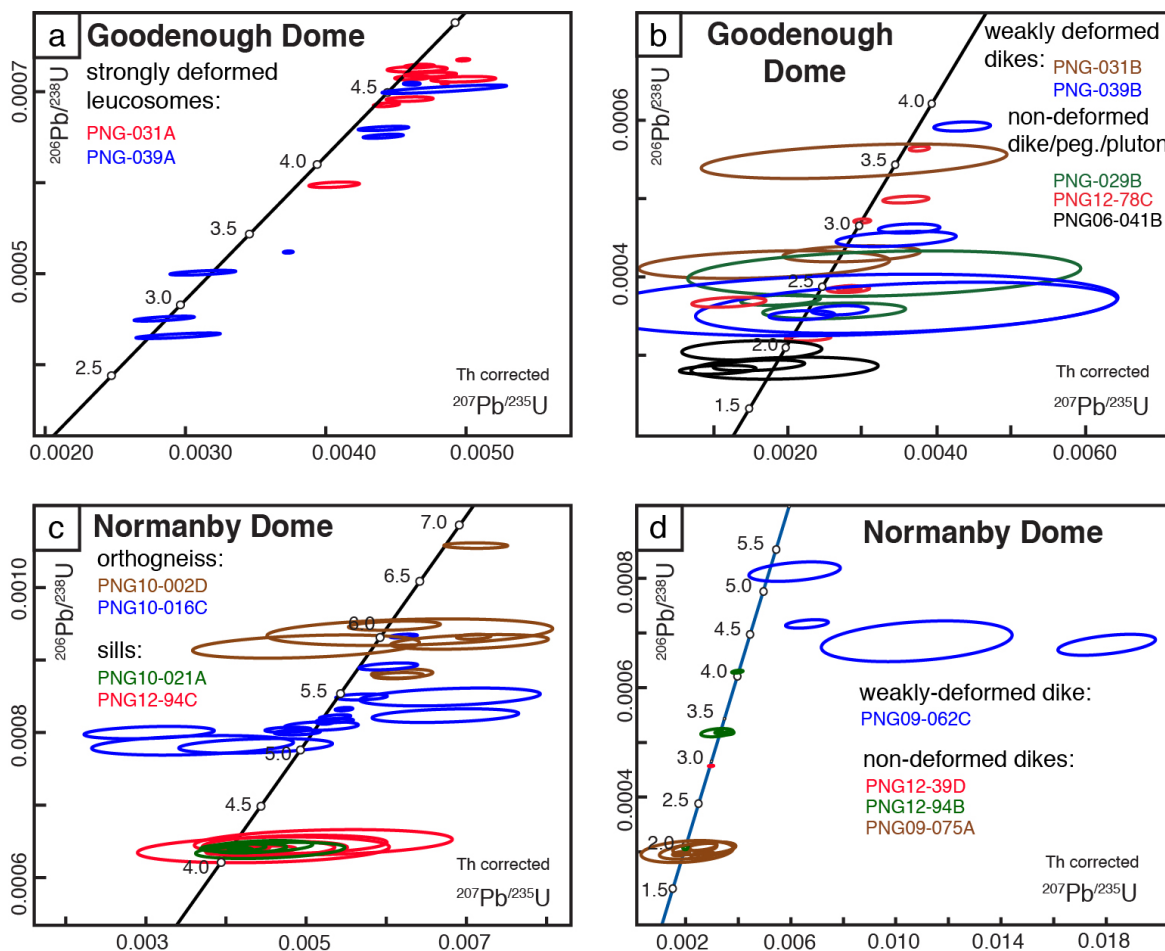 a
Goodenough Dome
strongly deformed
leucosomes:
PNG-031A
PNG-039A
206Pb/238U
0.0007
0.0005
4.5
4.0
3.5
3.0
2.5
Th corrected
207Pb/235U
0.0020
0.0030
0.0040
0.0050
b
Goodenough
Dome
weakly deformed
dikes:
PNG-031B
PNG-039B
non-deformed
dike/peg./pluton
PNG-029B
PNG12-78C
PNG06-041B
206Pb/238U
0.0006
0.0004
4.0
3.5
3.0
2.5
2.0
1.5
Th corrected
207Pb/235U
0.0020
0.0040
0.0060
c
Normanby Dome
orthogneiss:
PNG10-002D
PNG10-016C
sills:
PNG10-021A
PNG12-94C
206Pb/238U
0.0010
0.0008
0.0006
7.0
6.5
6.0
5.5
5.0
4.5
4.0
Th corrected
207Pb/235U
0.003
0.005
0.007
d
Normanby Dome
206Pb/238U
0.0008
0.0006
0.0004
5.5
5.0
4.5
4.0
3.5
3.0
2.5
2.0
1.5
weakly-deformed dike:
PNG09-062C
non-deformed dikes:
PNG12-39D
PNG12-94B
PNG09-075A
Th corrected
207Pb/235U
0.002
0.006
0.010
0.014
0.018